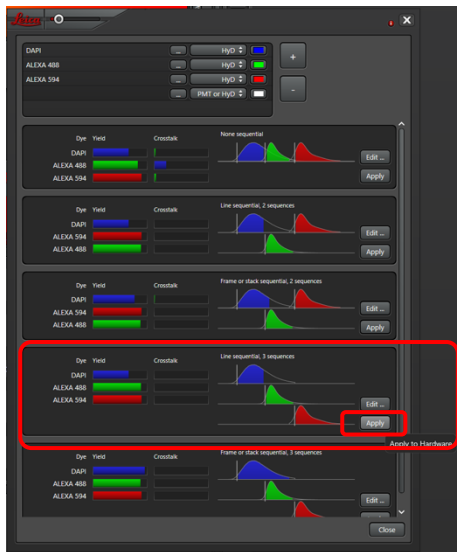 Leica
DAPI ... HyD
ALEXA 488 ... HyD
ALEXA 594 ... HyD
... PMT or HyD
+
-
Dye Yield Crosstalk None sequential
DAPI
ALEXA 488 Edit ...
ALEXA 594 Apply
Dye Yield Crosstalk Line sequential, 2 sequences
DAPI
ALEXA 594 Edit ...
ALEXA 488 Apply
Dye Yield Crosstalk Frame or stack sequential, 2 sequences
DAPI
ALEXA 594 Edit ...
ALEXA 488 Apply
Dye Yield Crosstalk Line sequential, 3 sequences
DAPI
ALEXA 488 Edit ...
ALEXA 594 Apply
Apply to Hardware
Dye Yield Crosstalk Frame or stack sequential, 3 sequences
DAPI
ALEXA 488 Edit ...
ALEXA 594
Close